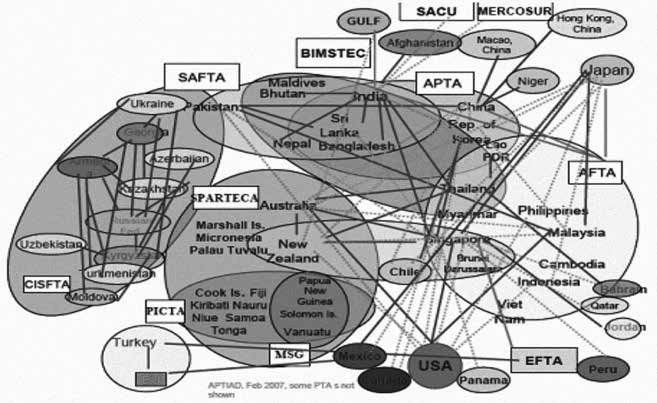 SACU
MERCOSUR
GULF
Hong Kong,
China
BIMSTEC
Afghanistan
Macao,
China
SAFTA
Maldives
Bhutan
APTA
Niger
Japan
India
Ukraine
Pakistan
China
Sri
Lanka
Rep. of
Korea
Georgia
Nepal
Bangladesh
Lao
PDR
Azerbaijan
AFTA
Kazakhstan
SPARTECA
Australia
Thailand
Myanmar
Philippines
Marshall Is.
Micronesia
Palau Tuvalu
Russian
Fed
Malaysia
Uzbekistan
New
Zealand
Singapore
Kyrgyzstan
Brunei
Darussalam
Cambodia
CISFTA
Turkmenistan
Chile
Indonesia
Moldova
Cook Is. Fiji
Kiribati Nauru
Niue Samoa
Tonga
Papua
New
Guinea
Solomon Is.
Vanuatu
Bahrain
Qatar
PICTA
Viet
Nam
Jordan
Turkey
MSG
Mexico
USA
EFTA
Peru
Panama
APTIAD, Feb 2007, some PTA s not
shown